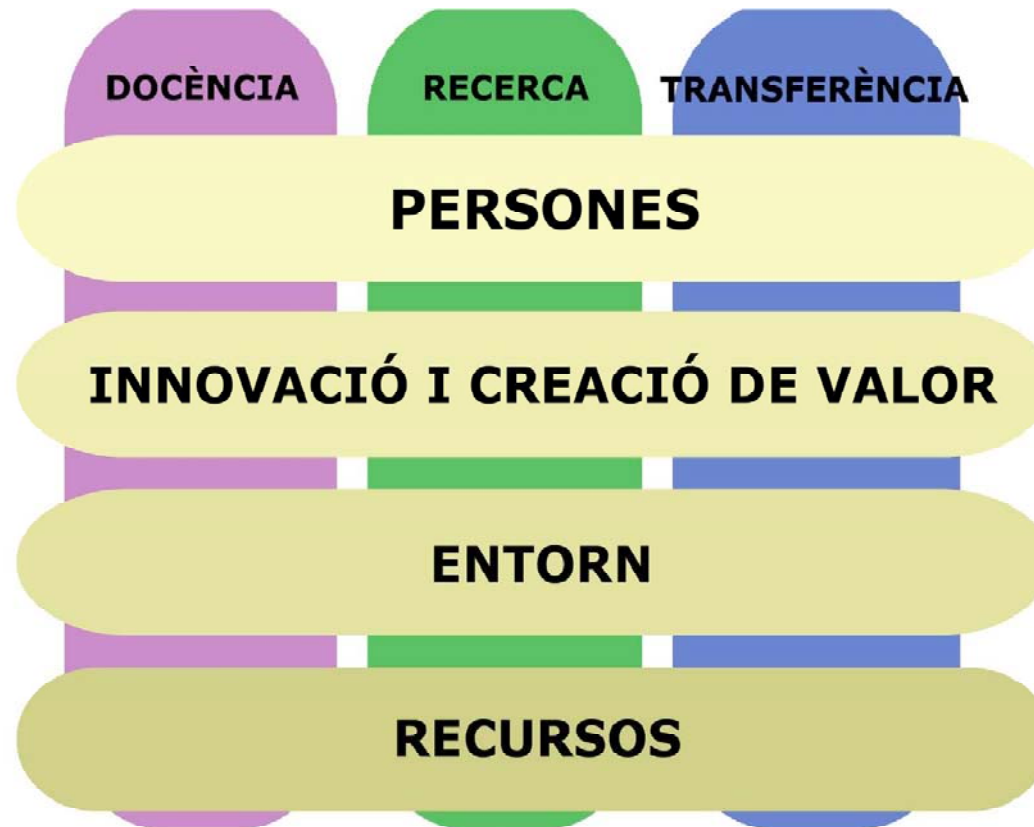 DOCÈNCIA RECERCA TRANSFERÈNCIA
PERSONES
INNOVACIÓ I CREACIÓ DE VALOR
ENTORN
RECURSOS